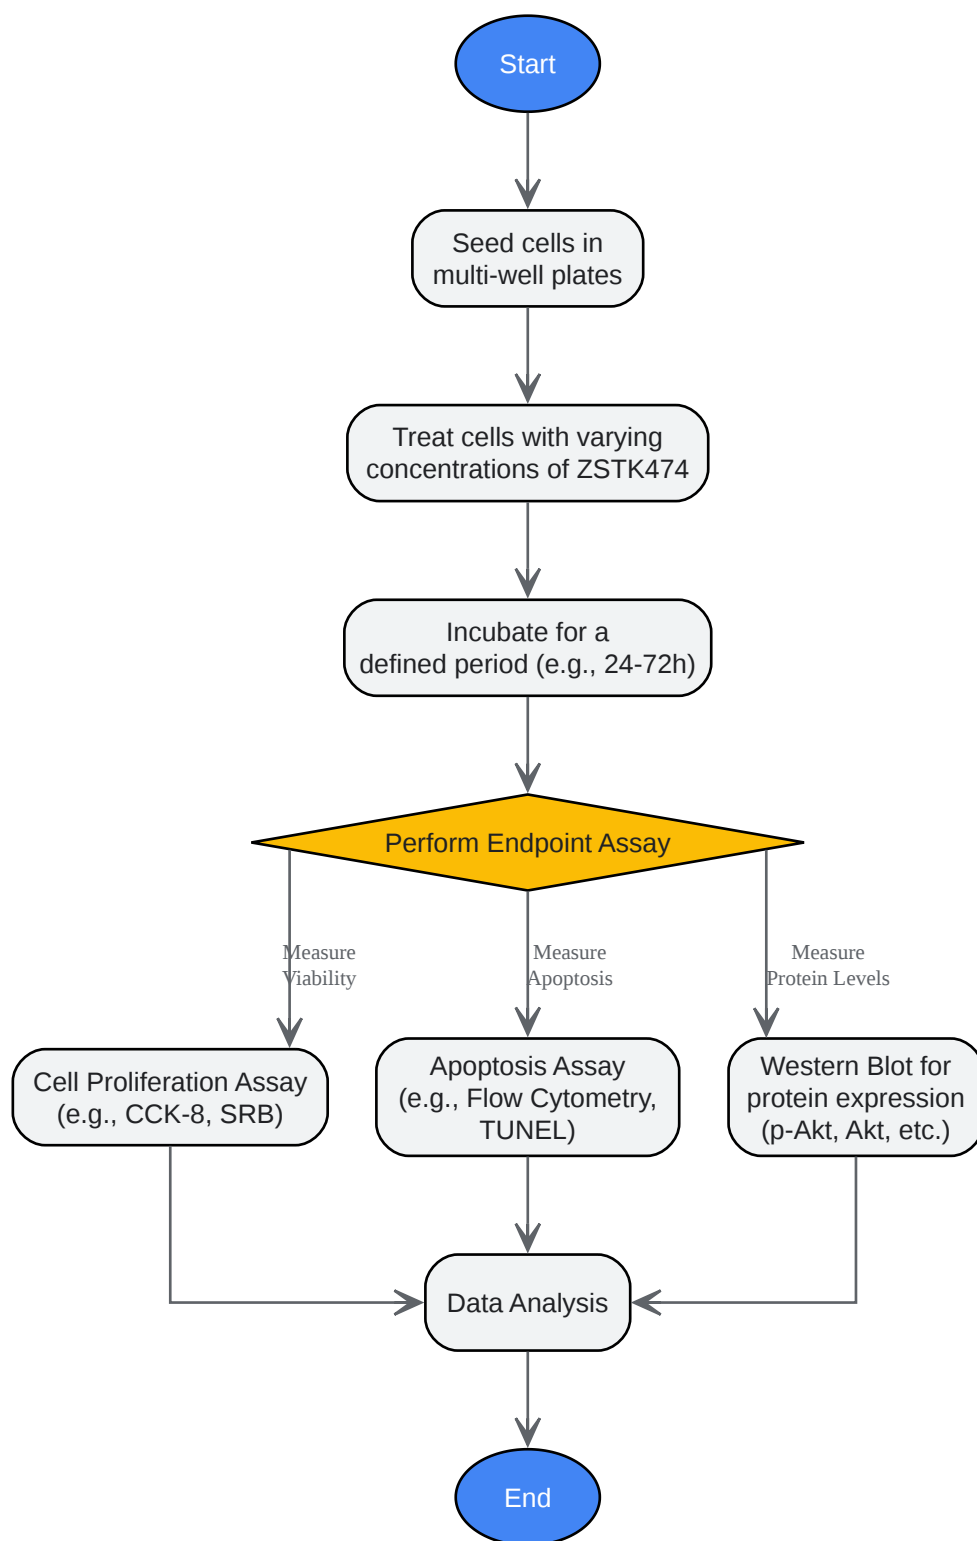 Start
Seed cells in
multi-well plates
Treat cells with varying
concentrations of ZSTK474
Incubate for a
defined period (e.g., 24-72h)
Perform Endpoint Assay
Measure
Viability
Measure
Apoptosis
Measure
Protein Levels
Cell Proliferation Assay
(e.g., CCK-8, SRB)
Apoptosis Assay
(e.g., Flow Cytometry,
TUNEL)
Western Blot for
protein expression
(p-Akt, Akt, etc.)
Data Analysis
End